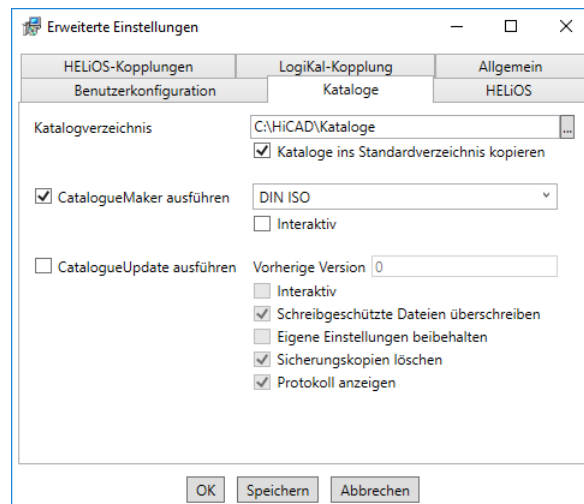 Erweiterte Einstellungen
HELiOS-Kopplungen LogiKal-Kopplung Allgemein
Benutzerkonfiguration Kataloge HELiOS
Katalogverzeichnis C:\HiCAD\Kataloge ...
Kataloge ins Standardverzeichnis kopieren
CatalogueMaker ausführen DIN ISO
Interaktiv
CatalogueUpdate ausführen Vorherige Version 0
Interaktiv
Schreibgeschützte Dateien überschreiben
Eigene Einstellungen beibehalten
Sicherungskopien löschen
Protokoll anzeigen
OK Speichern Abbrechen